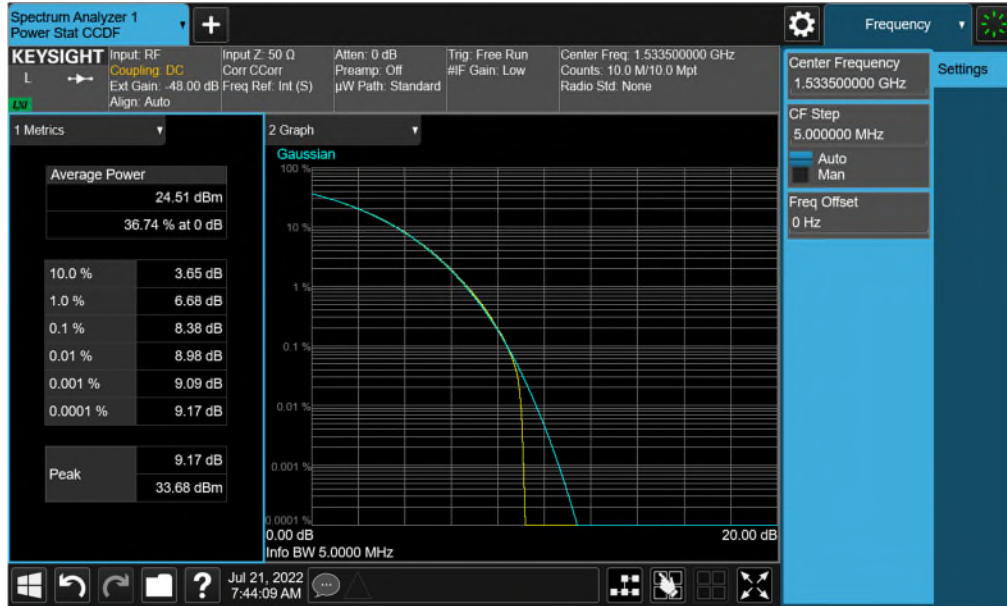 Spectrum Analyzer 1
Power Stat CCDF
+
Frequency
KEYSIGHT
L
LXI
Input: RF
Coupling: DC
Ext Gain: -48.00 dB
Align: Auto
Input Z: 50 Ω
Corr CCorr
Freq Ref: Int (S)
Atten: 0 dB
Preamp: Off
µW Path: Standard
Trig: Free Run
#IF Gain: Low
Center Freq: 1.533500000 GHz
Counts: 10.0 M/10.0 Mpt
Radio Std: None
1 Metrics
Average Power
24.51 dBm
36.74 % at 0 dB
10.0 % 3.65 dB
1.0 % 6.68 dB
0.1 % 8.38 dB
0.01 % 8.98 dB
0.001 % 9.09 dB
0.0001 % 9.17 dB
Peak
9.17 dB
33.68 dBm
2 Graph
Gaussian
100 %
10 %
1 %
0.1 %
0.01 %
0.001 %
0.0001 %
0.00 dB
20.00 dB
Info BW 5.0000 MHz
Center Frequency
1.533500000 GHz
Settings
CF Step
5.000000 MHz
Auto
Man
Freq Offset
0 Hz
?
Jul 21, 2022
7:44:09 AM